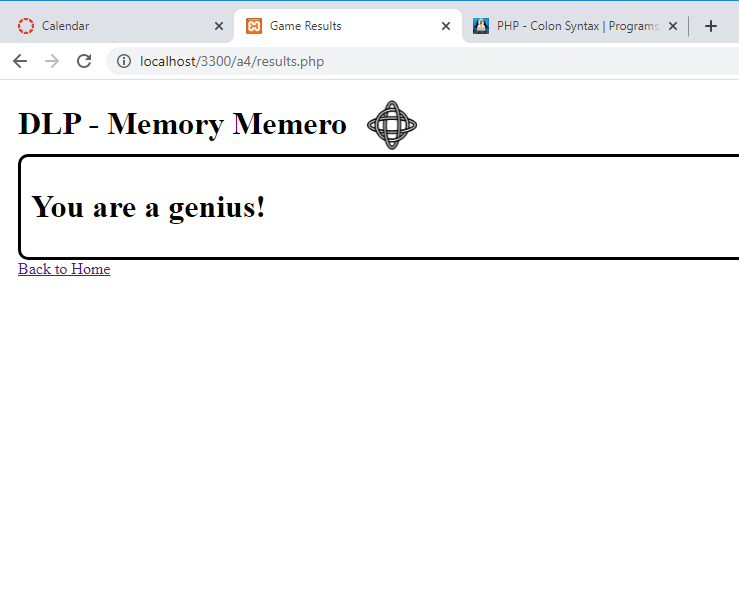 Calendar
Game Results
PHP - Colon Syntax | Programs
localhost/3300/a4/results.php
DLP - Memory Memero
You are a genius!
Back to Home